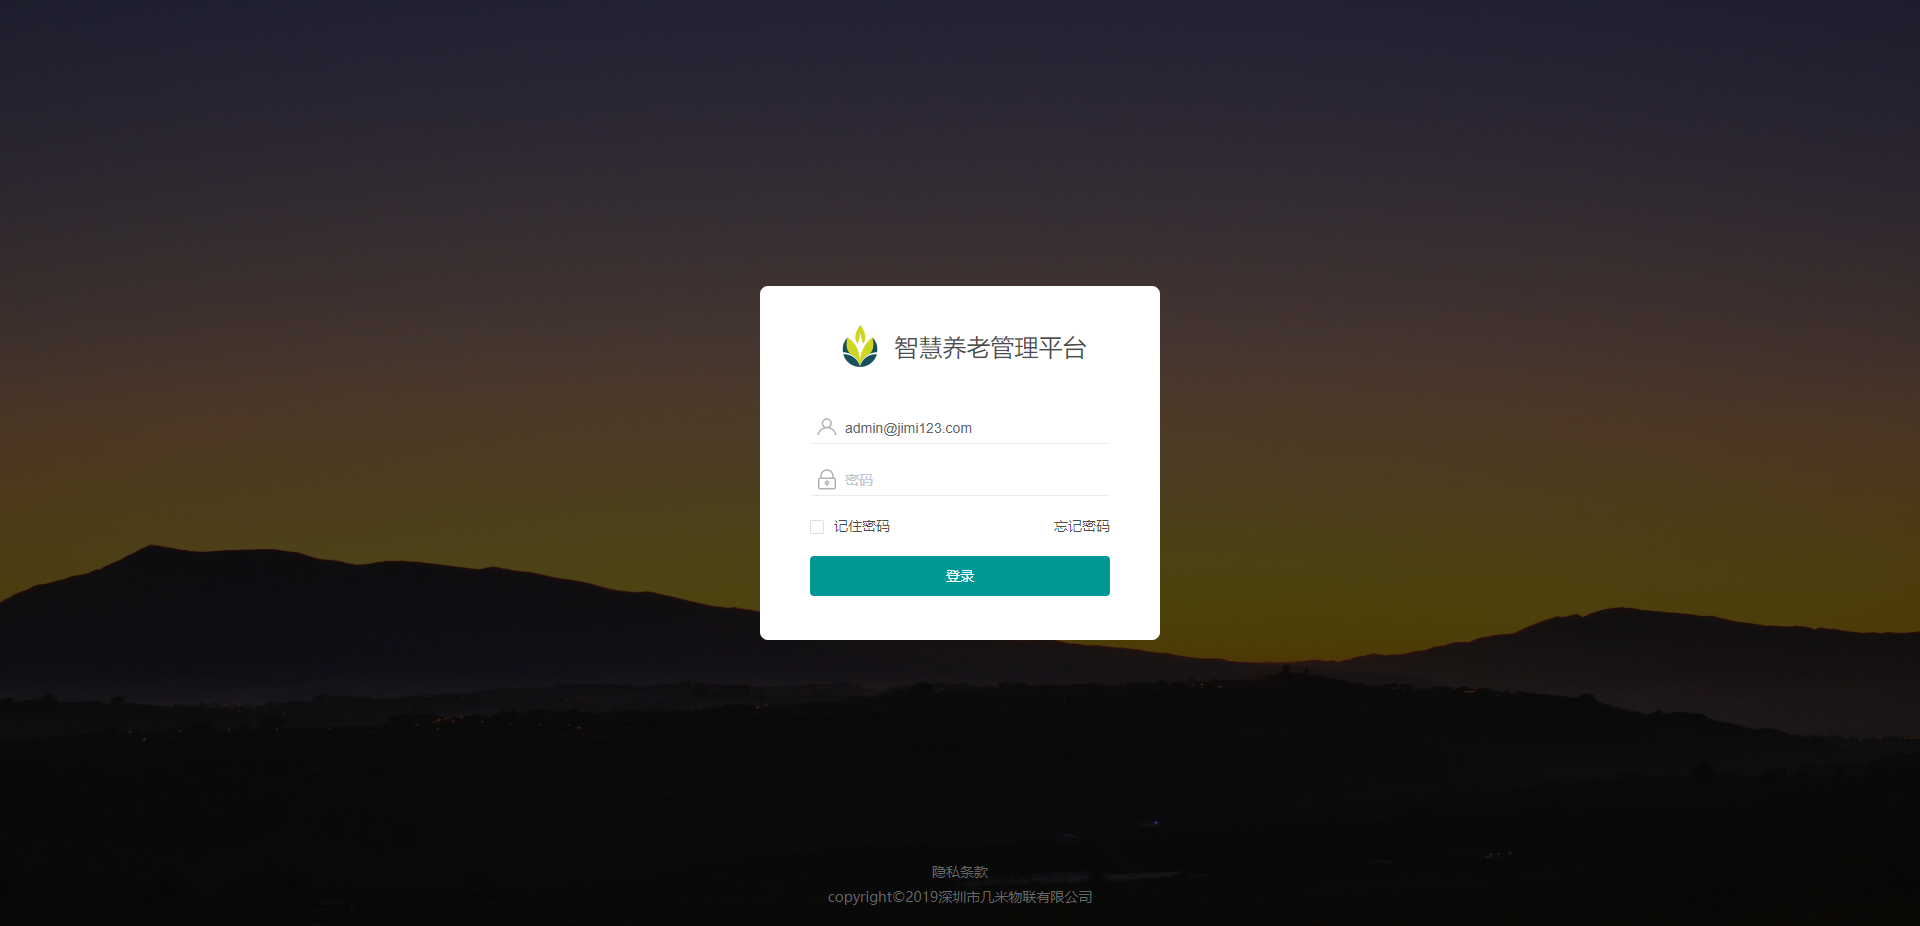 智慧养老管理平台
admin@jimi123.com
密码
记住密码 忘记密码
登录
隐私条款
copyright©2019深圳市几米物联有限公司